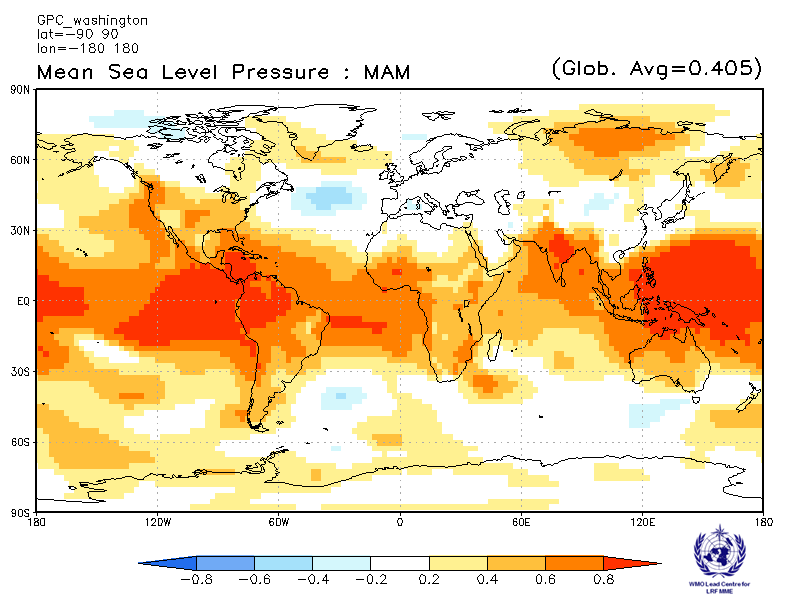 GPC_washington
lat=-90 90
lon=-180 180
Mean Sea Level Pressure : MAM
(Glob. Avg=0.405)
90N
60N
30N
EQ
30S
60S
90S
180 120W 60W 0 60E 120E 180
-0.8 -0.6 -0.4 -0.2 0.2 0.4 0.6 0.8
WMO Lead Centre for
LRF MME